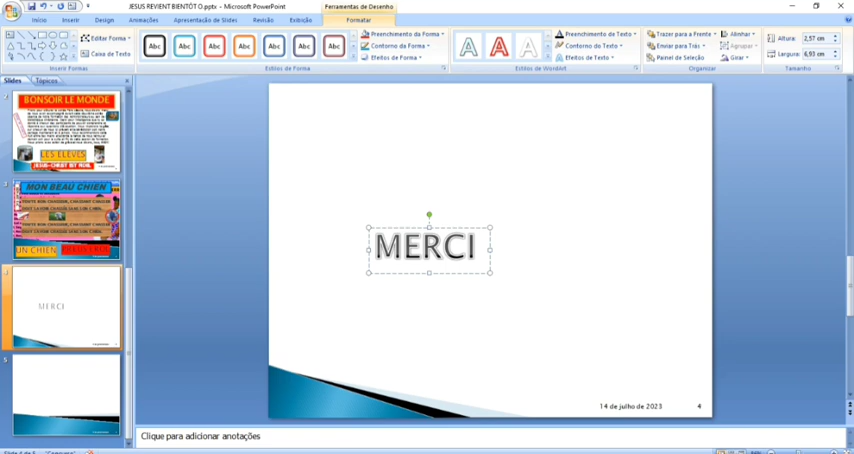 JESUS REVIENT BIENTÔT O.pptx - Microsoft PowerPoint
Ferramentas de Desenho
Início
Inserir
Design
Animações
Apresentação de Slides
Revisão
Exibição
Formatar
Editar Forma
Caixa de Texto
Inserir Formas
Abc Abc Abc Abc Abc Abc Abc
Preenchimento da Forma
Contorno da Forma
Efeitos de Forma
Estilos de Forma
A A A
Preenchimento de Texto
Contorno do Texto
Efeitos de Texto
Estilos de WordArt
Trazer para a Frente
Enviar para Trás
Painel de Seleção
Alinhar
Agrupar
Girar
Organizar
Altura: 2,57 cm
Largura: 6,93 cm
Tamanho
Slides
Tópicos
BONSOIR LE MONDE
LES ELEVES
MON BEAU CHIEN
UN CHIEN
MERCI
5
MERCI
14 de julho de 2023
4
Clique para adicionar anotações